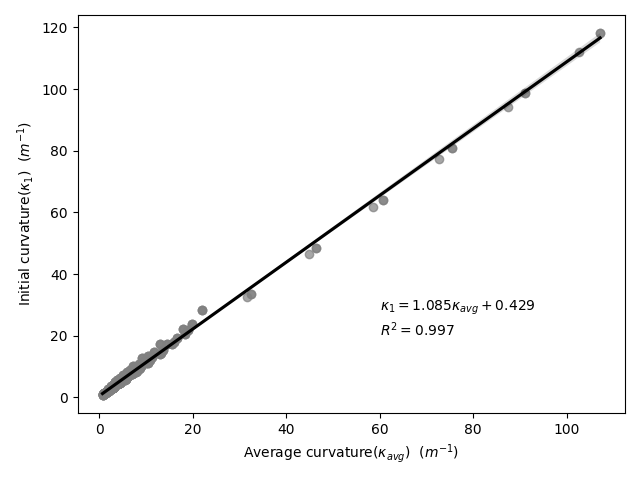 120
100
80
60
40
20
0
Initial curvature(κ₁) (m⁻¹)
κ₁ = 1.085κₐᵥg + 0.429
R² = 0.997
0 20 40 60 80 100
Average curvature(κₐᵥg) (m⁻¹)